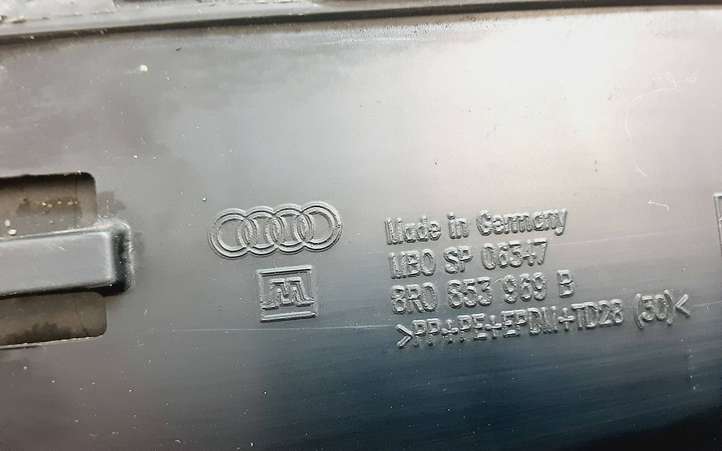 Made in Germany
MBO SP 06347
8R0 853 969 B
>PP+PE+EPDM+TD28 (50)<